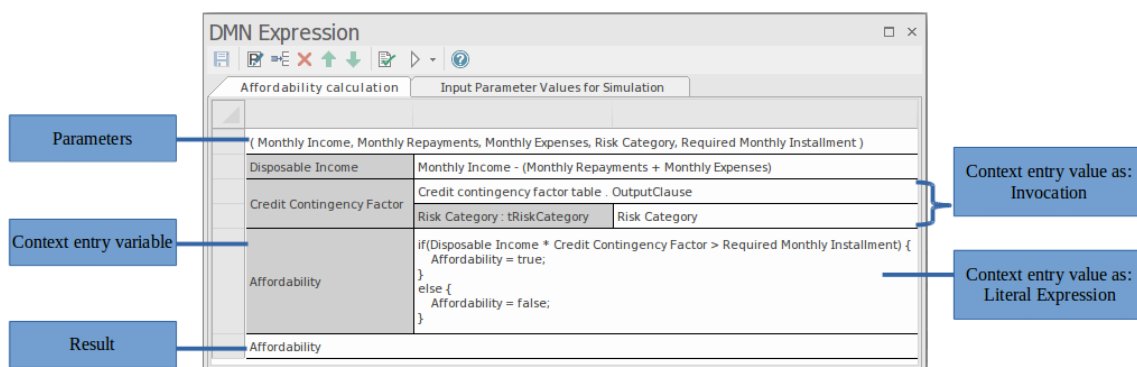 DMN Expression
Affordability calculation
Input Parameter Values for Simulation
Parameters
( Monthly Income, Monthly Repayments, Monthly Expenses, Risk Category, Required Monthly Installment )
Disposable Income
Monthly Income - (Monthly Repayments + Monthly Expenses)
Credit Contingency Factor
Credit contingency factor table . OutputClause
Risk Category : tRiskCategory
Risk Category
Context entry value as:
Invocation
Context entry variable
Affordability
if(Disposable Income * Credit Contingency Factor > Required Monthly Installment) {
Affordability = true;
}
else {
Affordability = false;
}
Context entry value as:
Literal Expression
Result
Affordability